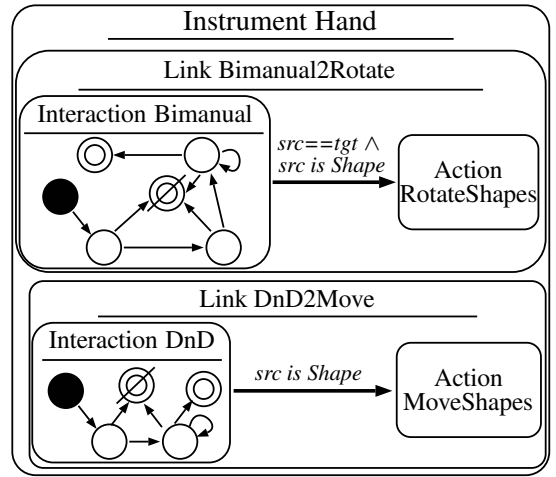 Instrument Hand
Link Bimanual2Rotate
Interaction Bimanual
src==tgt ∧
src is Shape
Action
RotateShapes
Link DnD2Move
Interaction DnD
src is Shape
Action
MoveShapes